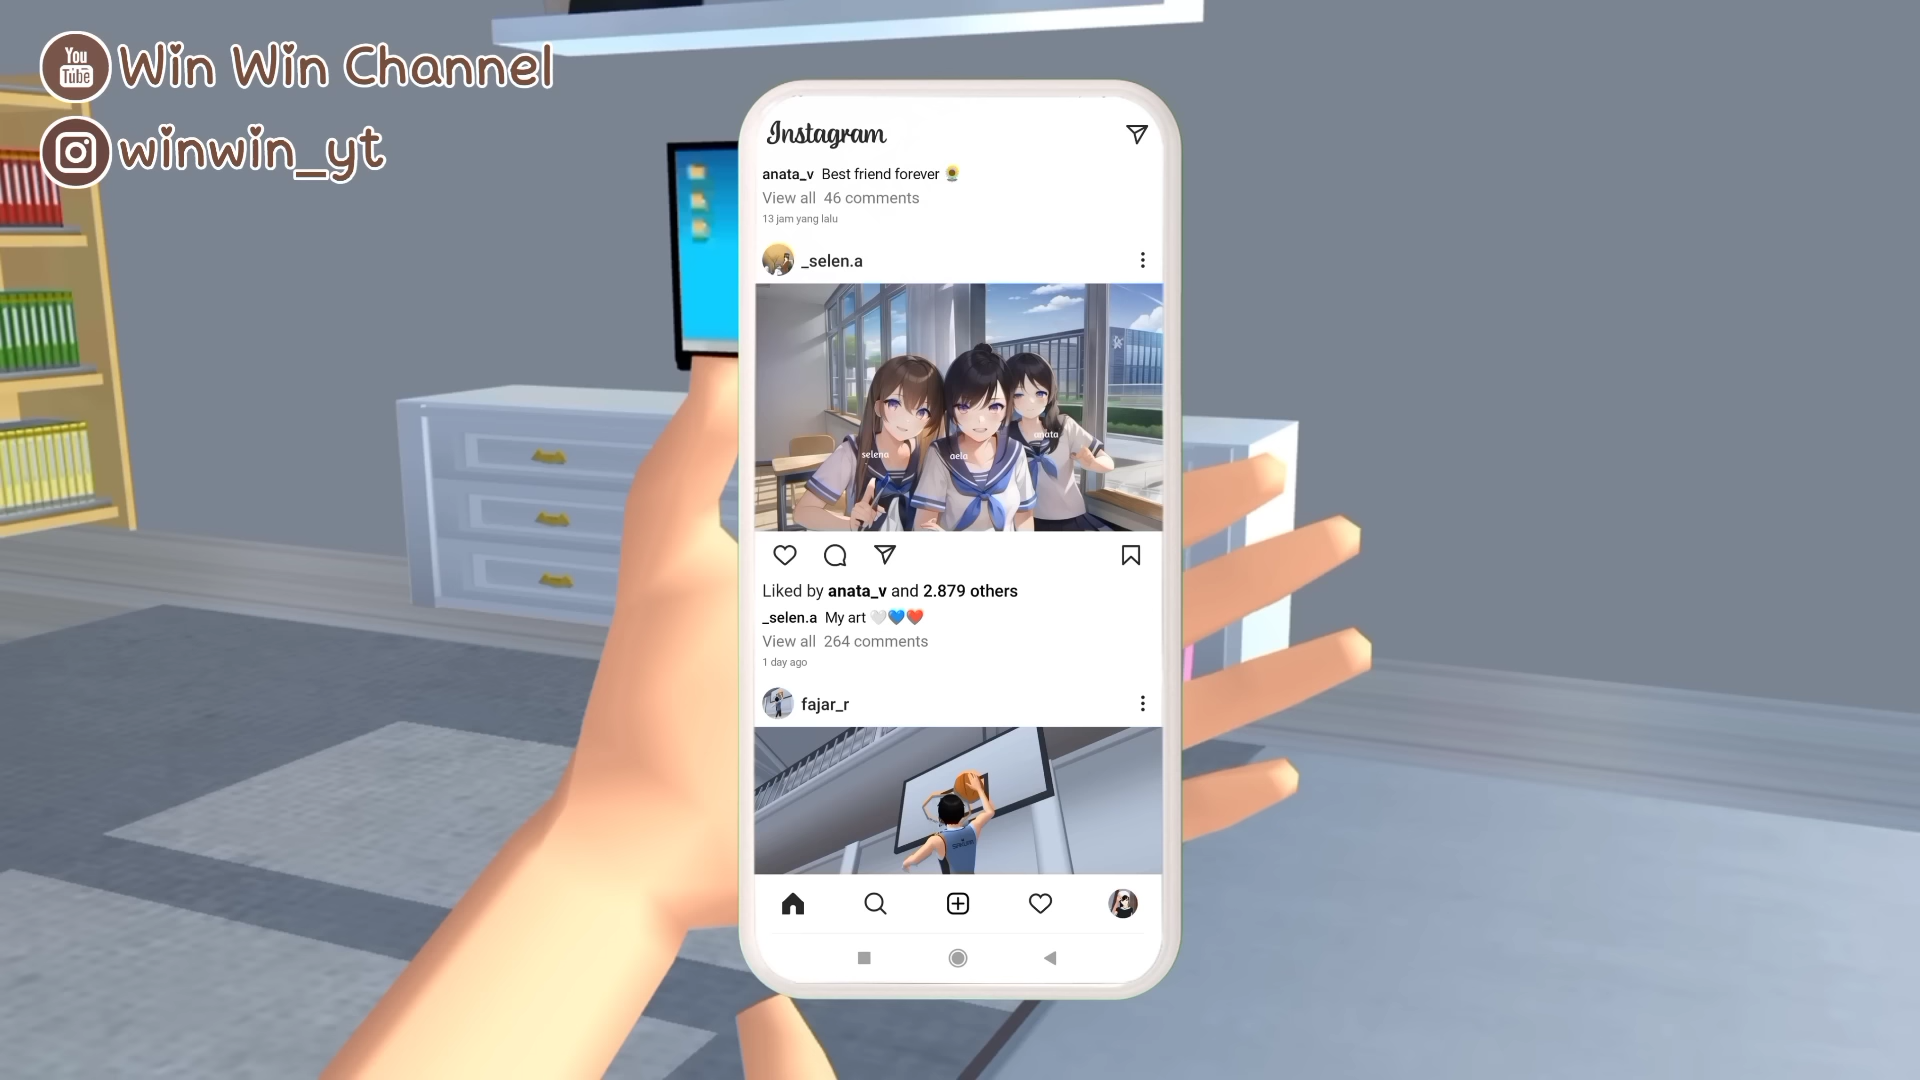 You
Tube
Win Win Channel
winwin_yt
Instagram
anata_v Best friend forever 🌻
View all 46 comments
13 jam yang lalu
_selen.a
selena
aela
anata
Liked by anata_v and 2.879 others
_selen.a My art 🤍💙❤️
View all 264 comments
1 day ago
fajar_r